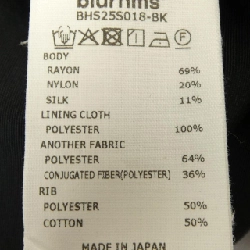 blurhms
BHS25S018-BK
BODY
RAYON 69%
NYLON 20%
SILK 11%
LINING CLOTH
POLYESTER 100%
ANOTHER FABRIC
POLYESTER 64%
CONJUGATED FIBER(POLYESTER) 36%
RIB
POLYESTER 50%
COTTON 50%
MADE IN JAPAN